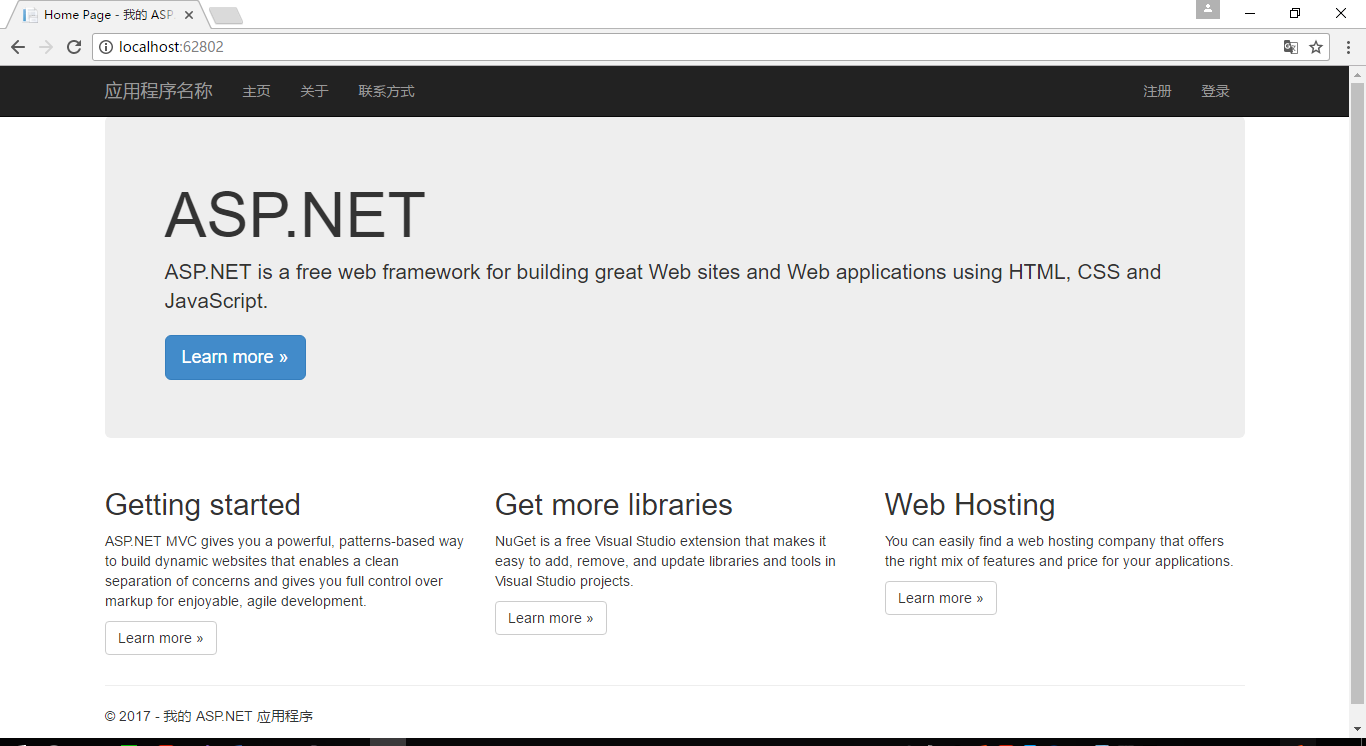 Home Page - 我的 ASP
localhost:62802
应用程序名称 主页 关于 联系方式 注册 登录
ASP.NET
ASP.NET is a free web framework for building great Web sites and Web applications using HTML, CSS and
JavaScript.
Learn more »
Getting started
ASP.NET MVC gives you a powerful, patterns-based way
to build dynamic websites that enables a clean
separation of concerns and gives you full control over
markup for enjoyable, agile development.
Learn more »
Get more libraries
NuGet is a free Visual Studio extension that makes it
easy to add, remove, and update libraries and tools in
Visual Studio projects.
Learn more »
Web Hosting
You can easily find a web hosting company that offers
the right mix of features and price for your applications.
Learn more »
© 2017 - 我的 ASP.NET 应用程序